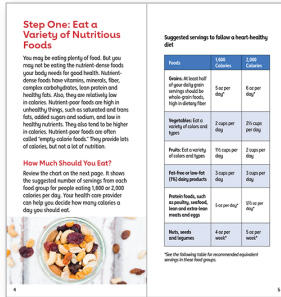 Step One: Eat a
Variety of Nutritious
Foods
You may be eating plenty of food. But you
may not be eating the nutrient-dense foods
your body needs for good health. Nutrient-
dense foods have vitamins, minerals, fiber,
complex carbohydrates, lean protein and
healthy fats. Also, they are relatively low
in calories. Nutrient-poor foods are high in
unhealthy things, such as saturated and trans
fats, added sugars and sodium, and low in
healthy nutrients. They also tend to be higher
in calories. Nutrient-poor foods are often
called "empty-calorie foods." They provide lots
of calories, but not a lot of nutrition.
How Much Should You Eat?
Review the chart on the next page. It shows
the suggested number of servings from each
food group for people eating 1,600 or 2,000
calories per day. Your health care provider
can help you decide how many calories a
day you should eat.
4
Suggested servings to follow a heart-healthy
diet
Foods
1,600
Calories
2,000
Calories
Grains: At least half
of your daily grain
servings should be
whole-grain foods,
high in dietary fiber
5 oz per
day*
6 oz per
day*
Vegetables: Eat a
variety of colors and
types
2 cups per
day
2½ cups
per day
Fruits: Eat a variety
of colors and types
1½ cups per
day
2 cups per
day
Fat-free or low-fat
(1%) dairy products
3 cups per
day
3 cups per
day
Protein foods, such
as poultry, seafood,
lean and extra-lean
meats and eggs
5 oz per day*
5½ oz per
day*
Nuts, seeds
and legumes
4 oz per
week*
5 oz per
week*
*See the following table for recommended equivalent
servings in these food groups.
5